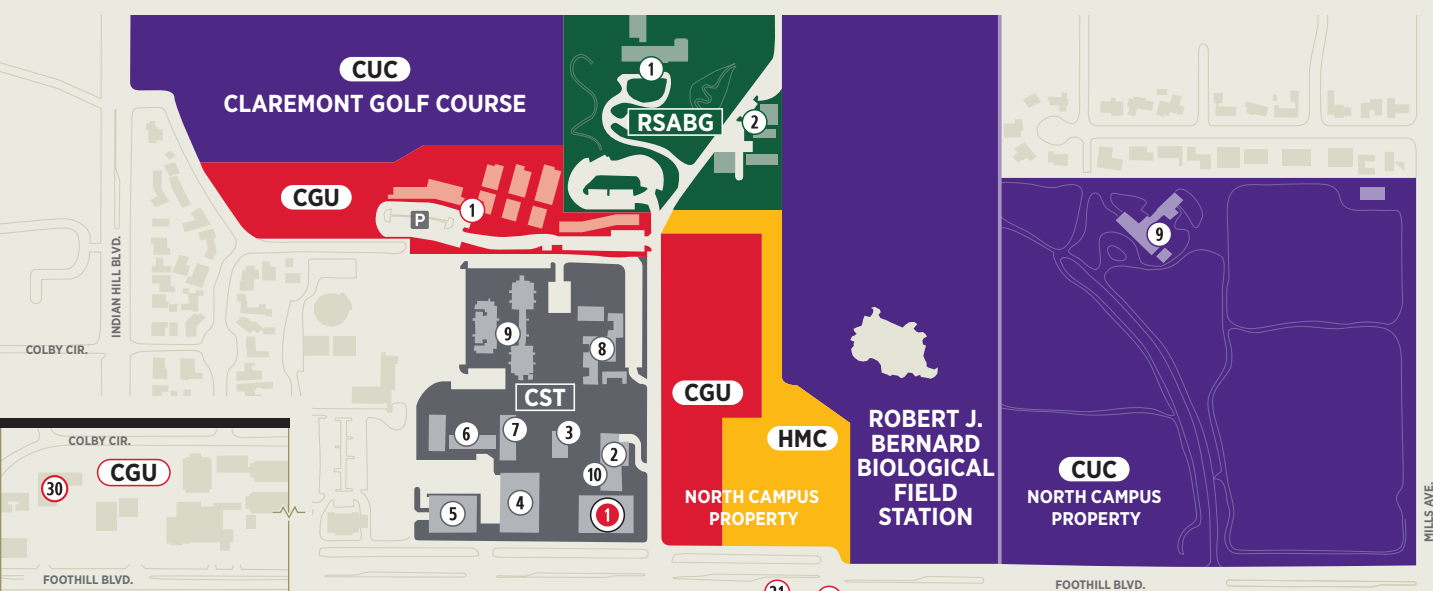 CUC
CLAREMONT GOLF COURSE
1
RSABG
2
CGU
1
P
9
INDIAN HILL BLVD.
COLBY CIR.
9
8
CST
CGU
6
7
3
2
10
4
5
1
HMC
NORTH CAMPUS
PROPERTY
ROBERT J.
BERNARD
BIOLOGICAL
FIELD
STATION
CUC
NORTH CAMPUS
PROPERTY
MILLS AVE.
COLBY CIR.
CGU
30
FOOTHILL BLVD.
FOOTHILL BLVD.